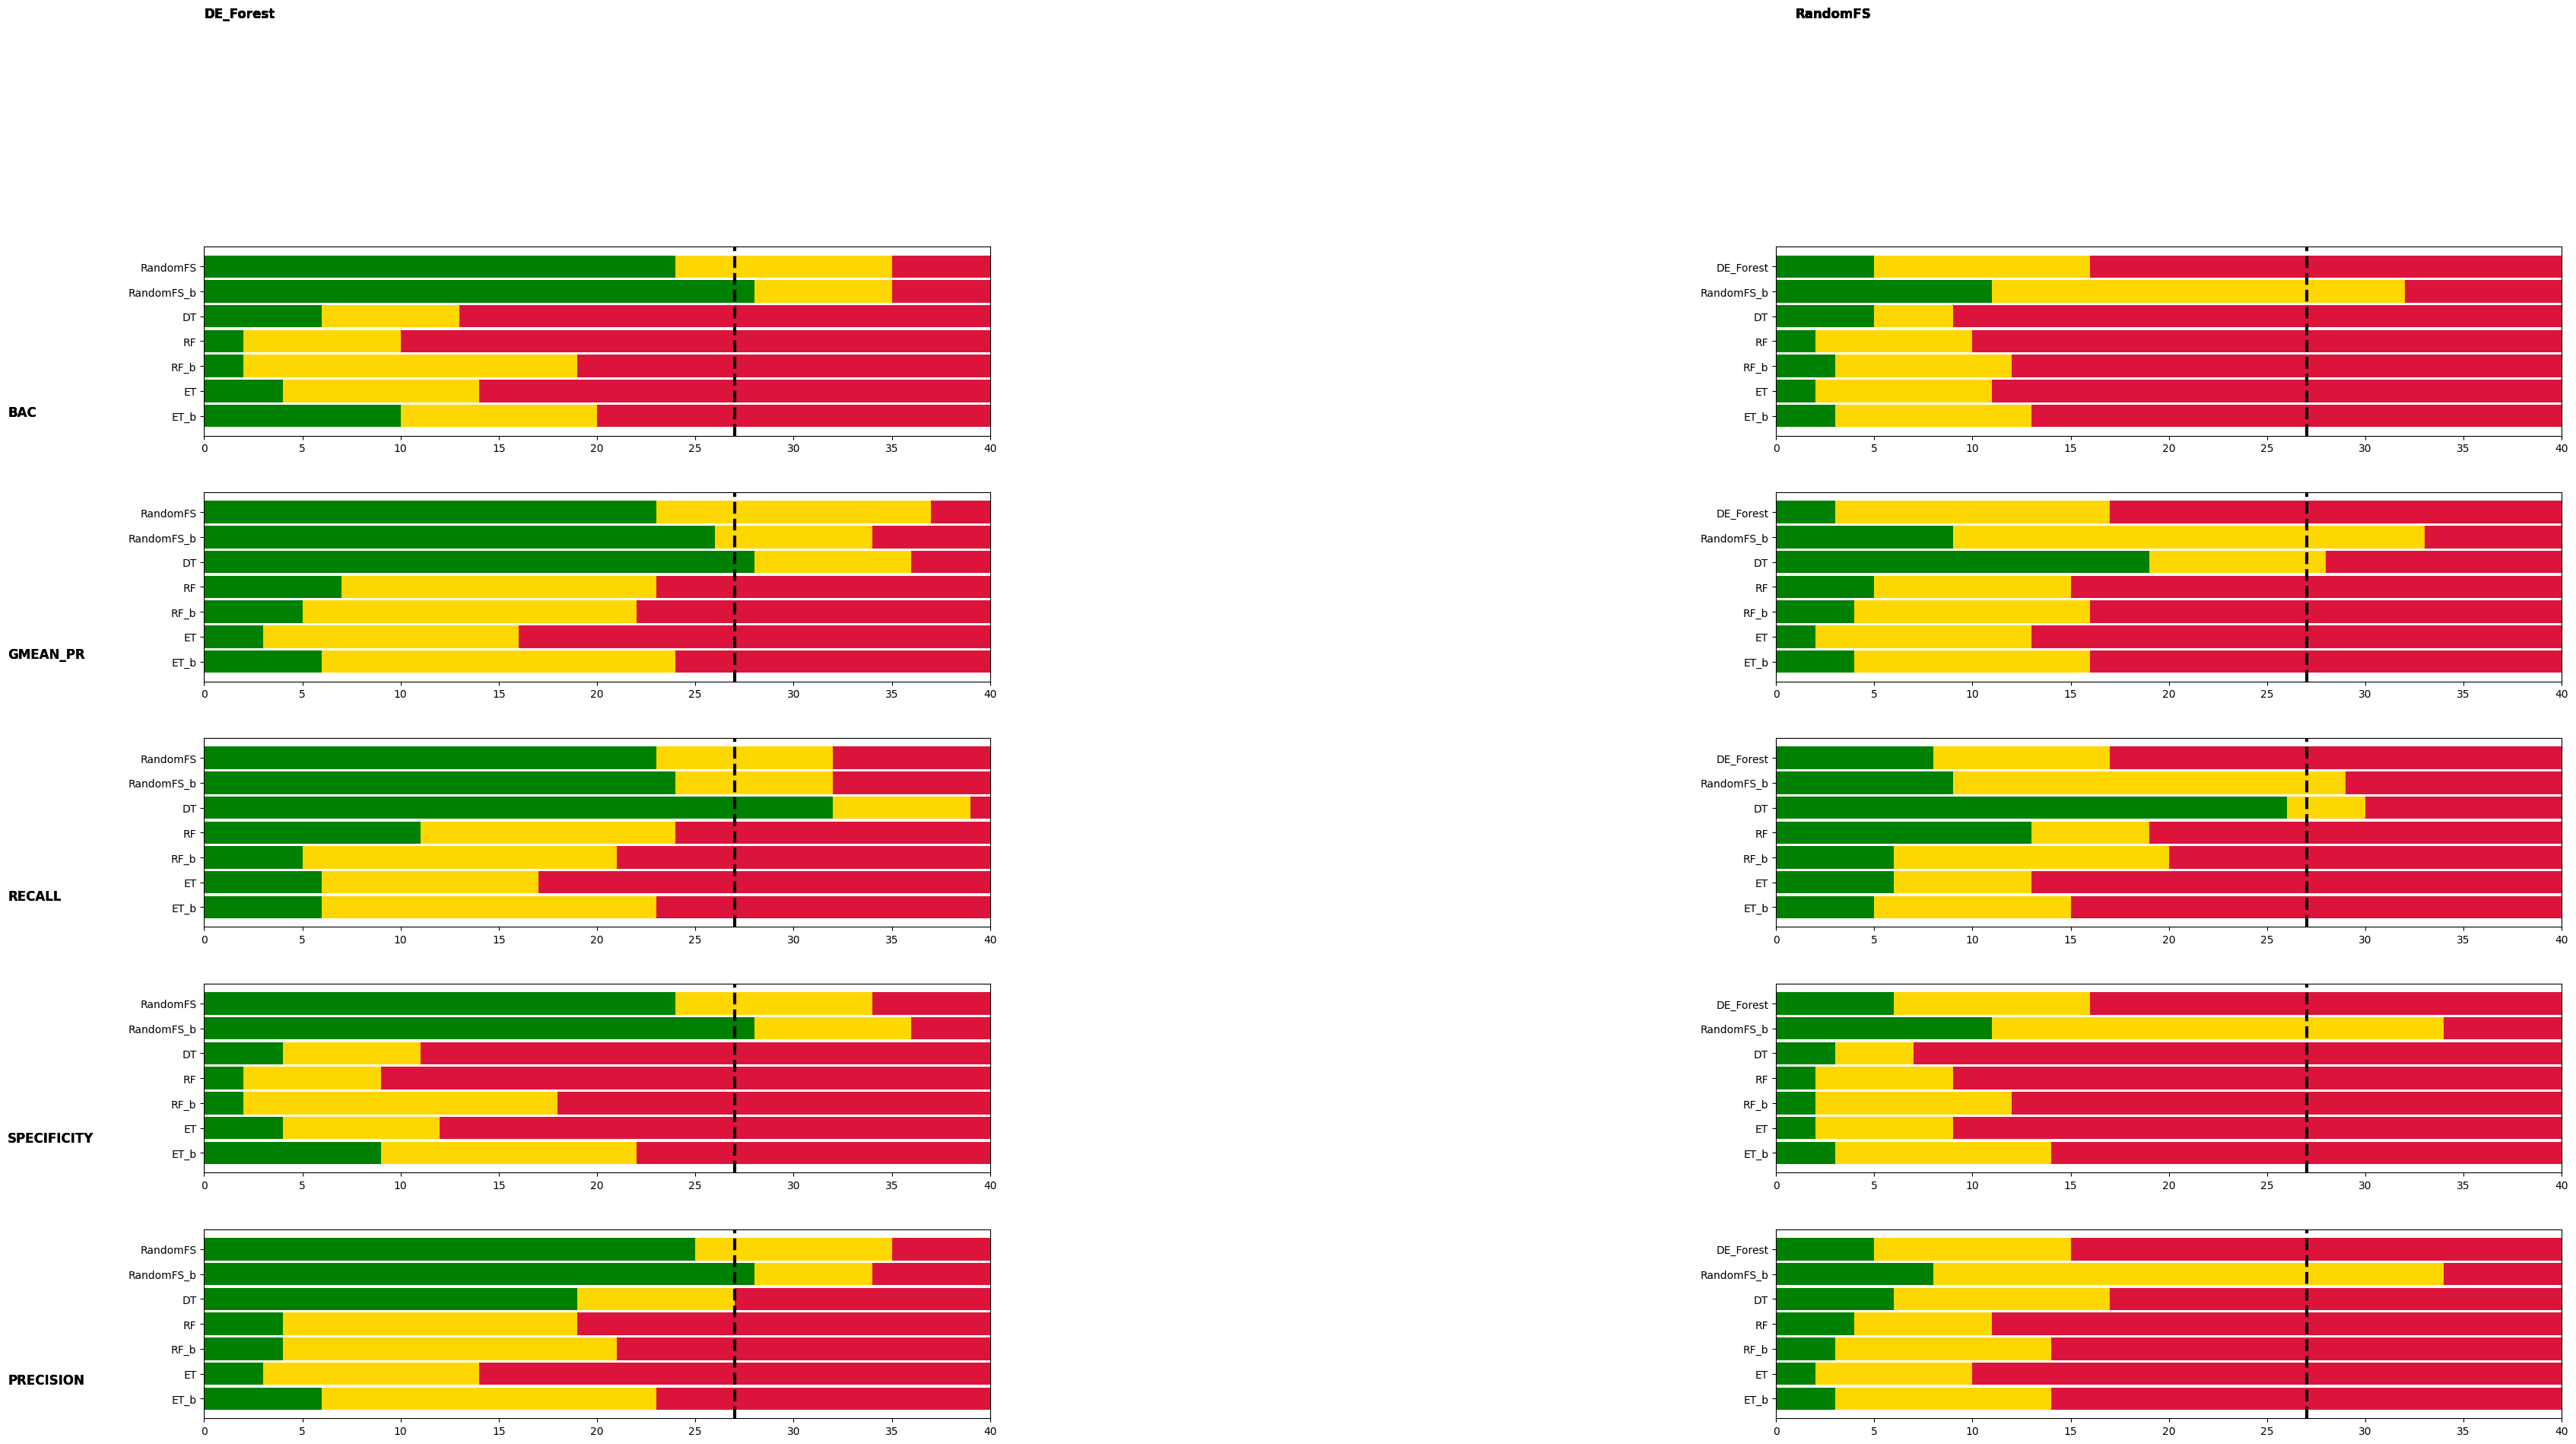 DE_Forest RandomFS
RandomFS DE_Forest
RandomFS_b RandomFS_b
DT DT
RF RF
RF_b RF_b
ET ET
BAC ET_b ET_b
0 5 10 15 20 25 30 35 40 0 5 10 15 20 25 30 35 40
RandomFS DE_Forest
RandomFS_b RandomFS_b
DT DT
RF RF
RF_b RF_b
ET ET
GMEAN_PR ET_b ET_b
0 5 10 15 20 25 30 35 40 0 5 10 15 20 25 30 35 40
RandomFS DE_Forest
RandomFS_b RandomFS_b
DT DT
RF RF
RF_b RF_b
ET ET
RECALL ET_b ET_b
0 5 10 15 20 25 30 35 40 0 5 10 15 20 25 30 35 40
RandomFS DE_Forest
RandomFS_b RandomFS_b
DT DT
RF RF
RF_b RF_b
ET ET
SPECIFICITY ET_b ET_b
0 5 10 15 20 25 30 35 40 0 5 10 15 20 25 30 35 40
RandomFS DE_Forest
RandomFS_b RandomFS_b
DT DT
RF RF
RF_b RF_b
ET ET
PRECISION ET_b ET_b
0 5 10 15 20 25 30 35 40 0 5 10 15 20 25 30 35 40